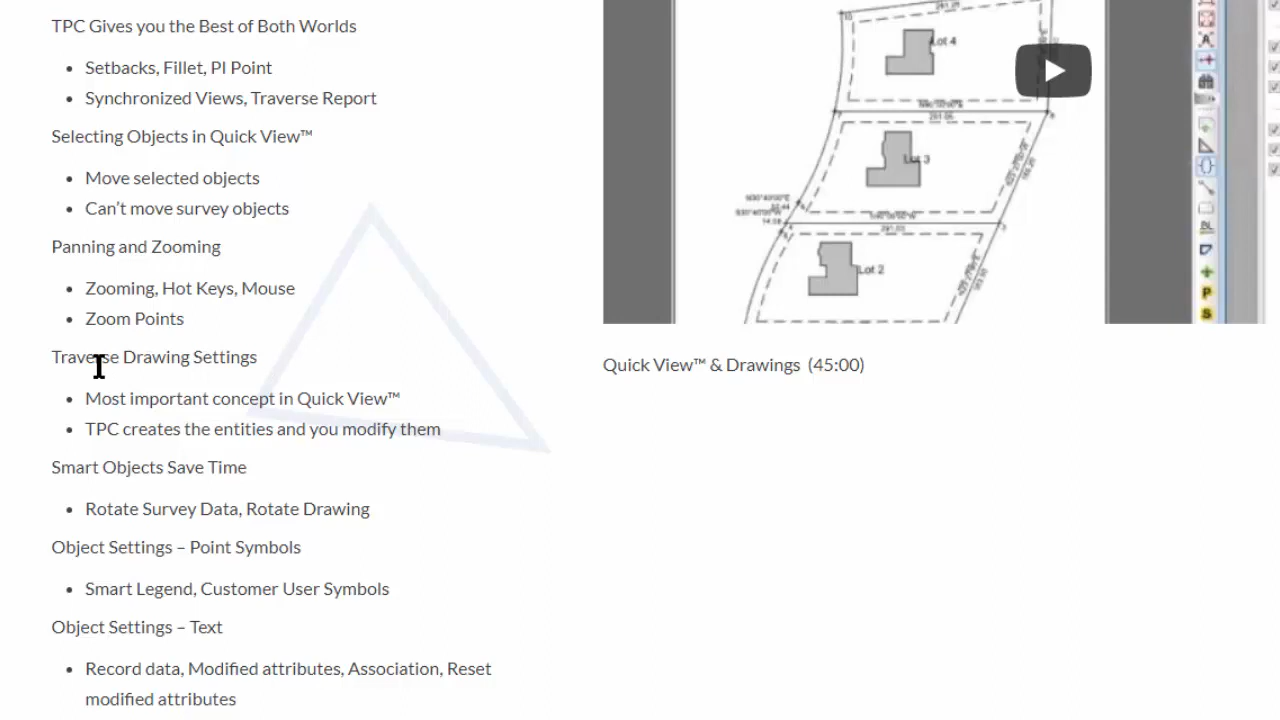 TPC Gives you the Best of Both Worlds
Setbacks, Fillet, PI Point
Synchronized Views, Traverse Report
Selecting Objects in Quick View™
Move selected objects
Can't move survey objects
Panning and Zooming
Zooming, Hot Keys, Mouse
Zoom Points
Traverse Drawing Settings
Most important concept in Quick View™
TPC creates the entities and you modify them
Smart Objects Save Time
Rotate Survey Data, Rotate Drawing
Object Settings – Point Symbols
Smart Legend, Customer User Symbols
Object Settings – Text
Record data, Modified attributes, Association, Reset
modified attributes
Lot 4
Lot 3
Lot 2
A
BL
P
S
Quick View™ & Drawings (45:00)